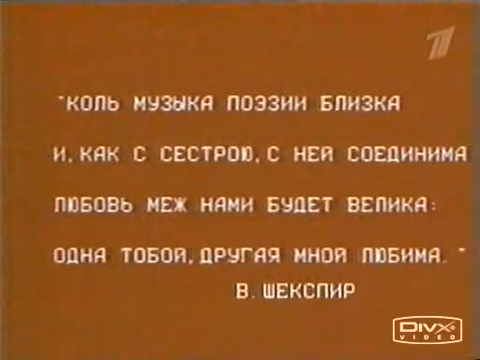 1
"КОЛЬ МУЗЫКА ПОЭЗИИ БЛИЗКА
И, КАК С СЕСТРОЮ, С НЕЙ СОЕДИНИМА
ЛЮБОВЬ МЕЖ НАМИ БУДЕТ ВЕЛИКА:
ОДНА ТОБОЙ, ДРУГАЯ МНОЙ ЛЮБИМА. "
В. ШЕКСПИР
DIVX
VIDEO